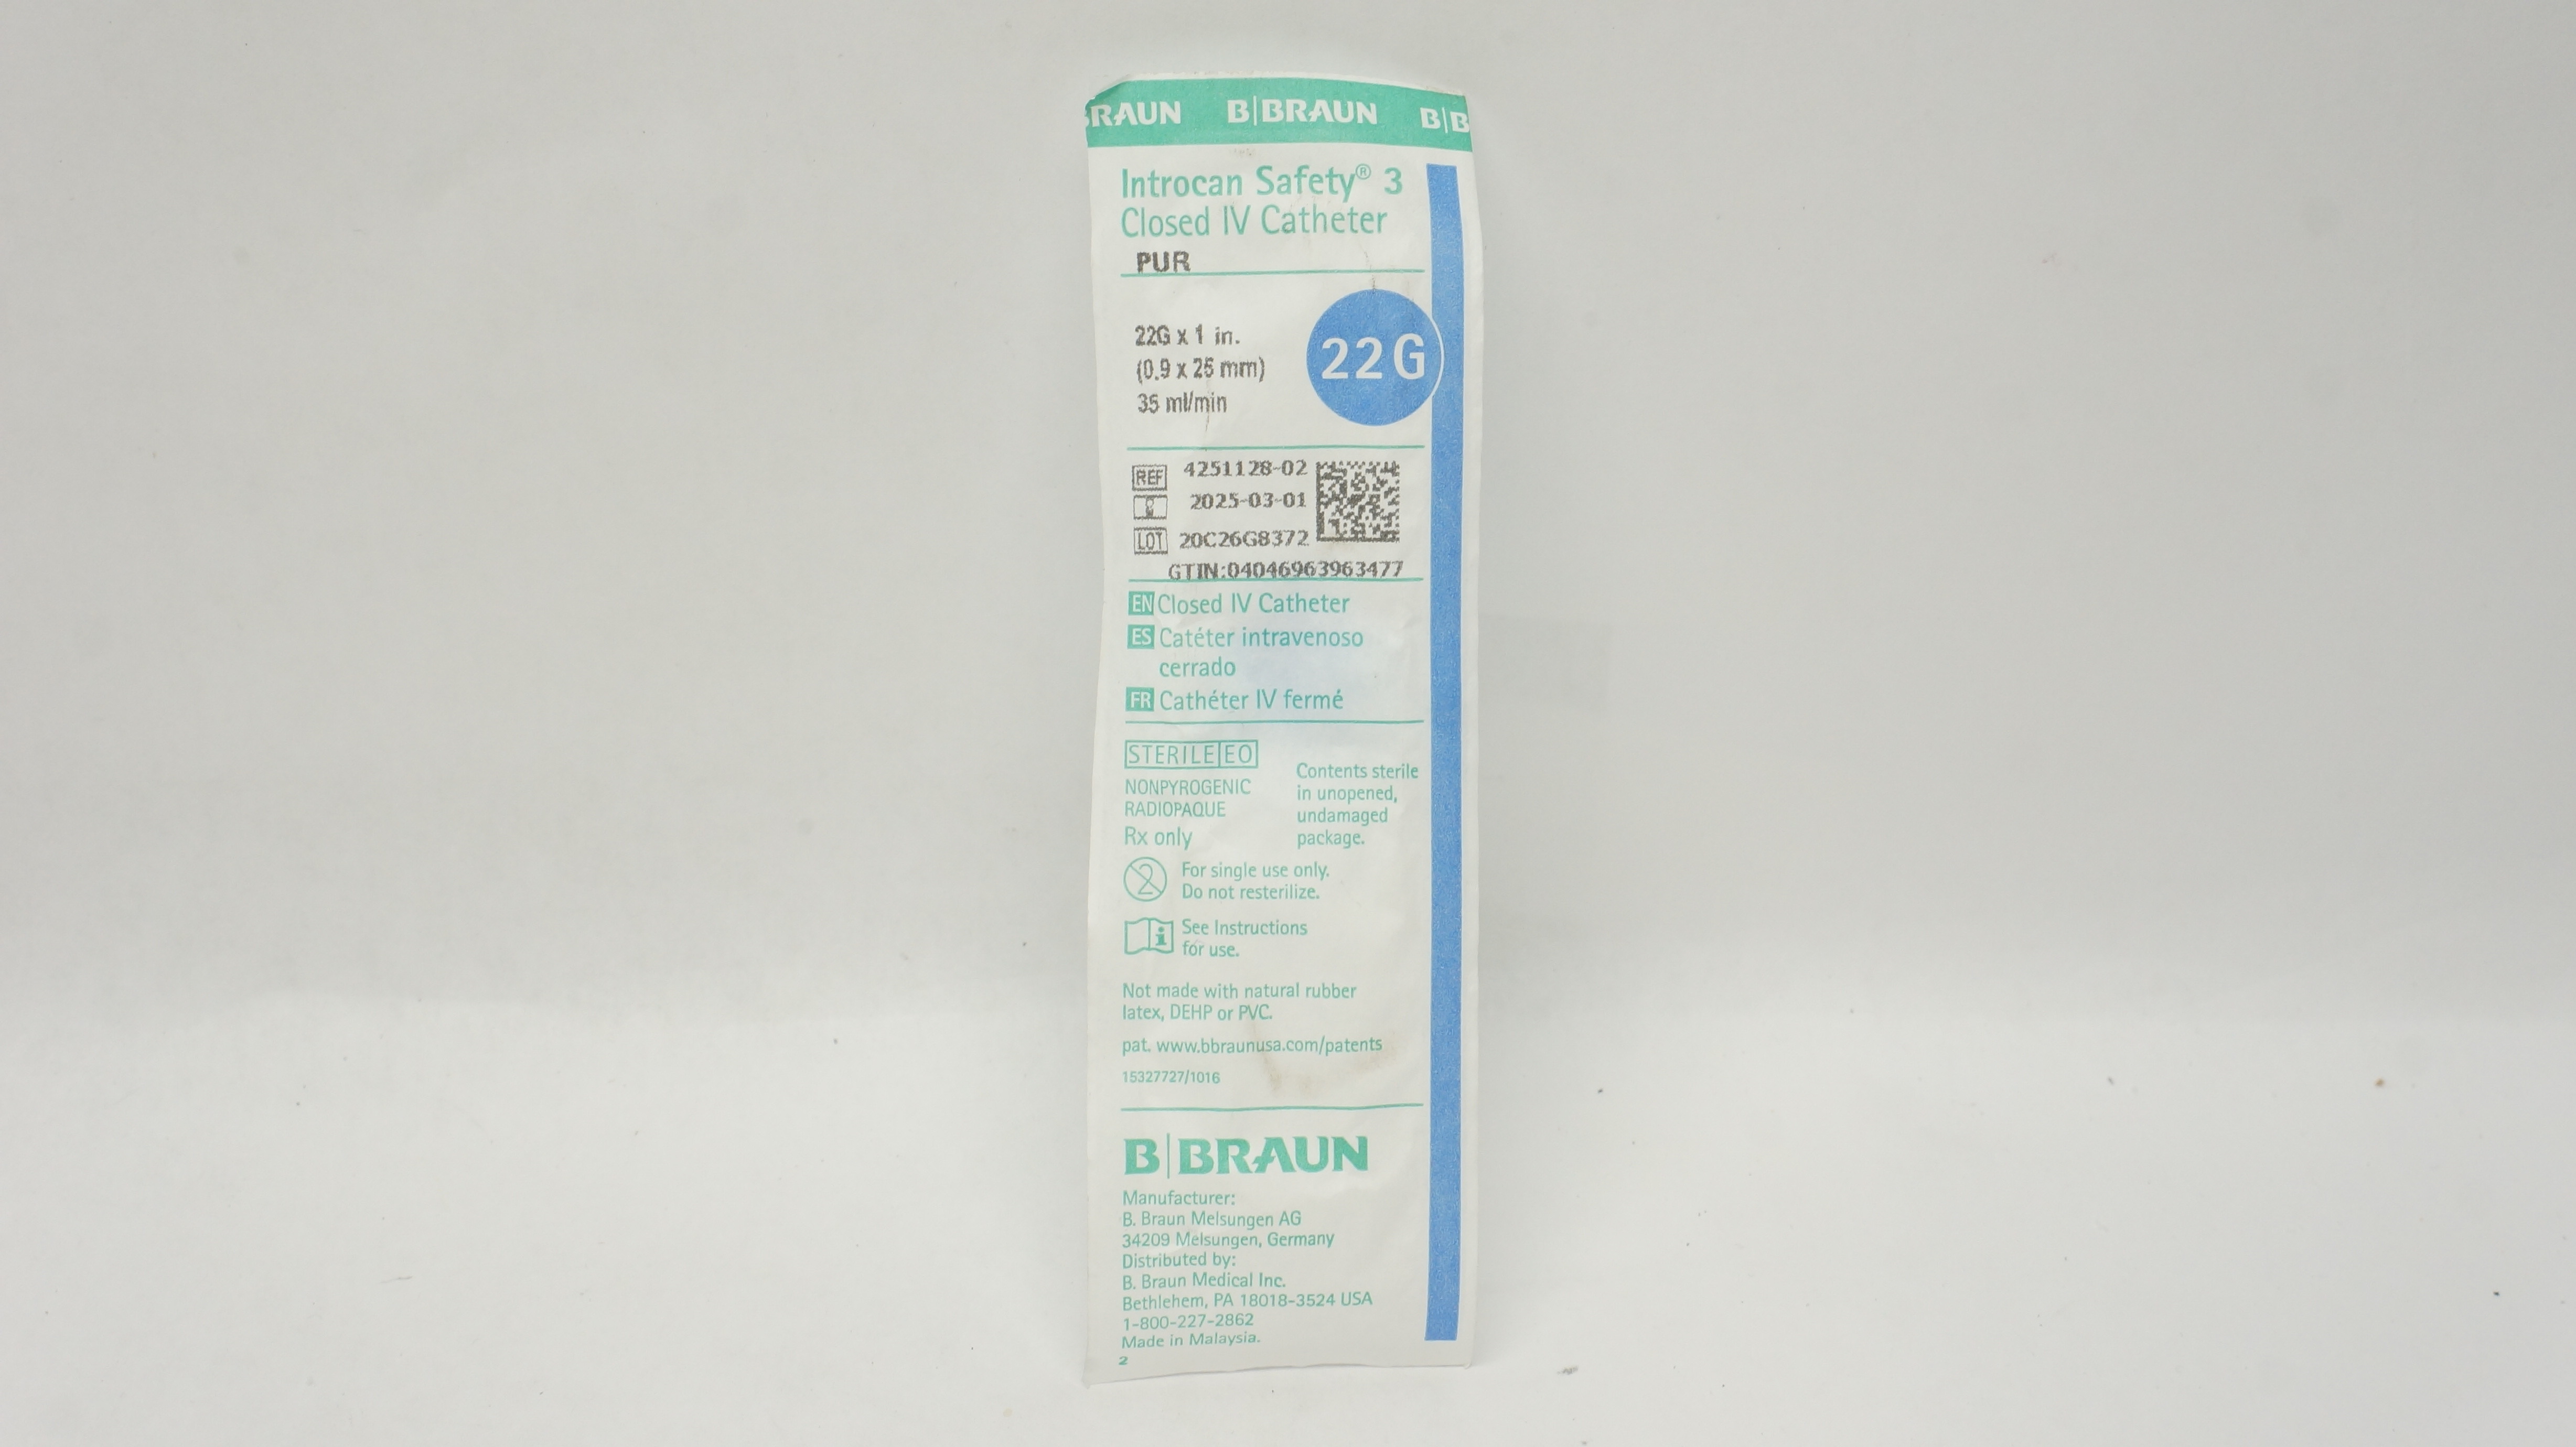 BRAUN B|BRAUN B|B
Introcan Safety® 3
Closed IV Catheter
PUR
22G x 1 in.
(0.9 x 25 mm)
35 ml/min
22G
REF 4251128-02
2025-03-01
LOT 20C26G8372
GTIN:04046963963477
EN Closed IV Catheter
ES Catéter intravenoso
cerrado
FR Cathéter IV fermé
STERILE EO
NONPYROGENIC
RADIOPAQUE
Rx only
Contents sterile
in unopened,
undamaged
package.
2 For single use only.
Do not resterilize.
i See Instructions
for use.
Not made with natural rubber
latex, DEHP or PVC.
pat. www.bbraunusa.com/patents
15327727/1016
B|BRAUN
Manufacturer:
B. Braun Melsungen AG
34209 Melsungen, Germany
Distributed by:
B. Braun Medical Inc.
Bethlehem, PA 18018-3524 USA
1-800-227-2862
Made in Malaysia.
2